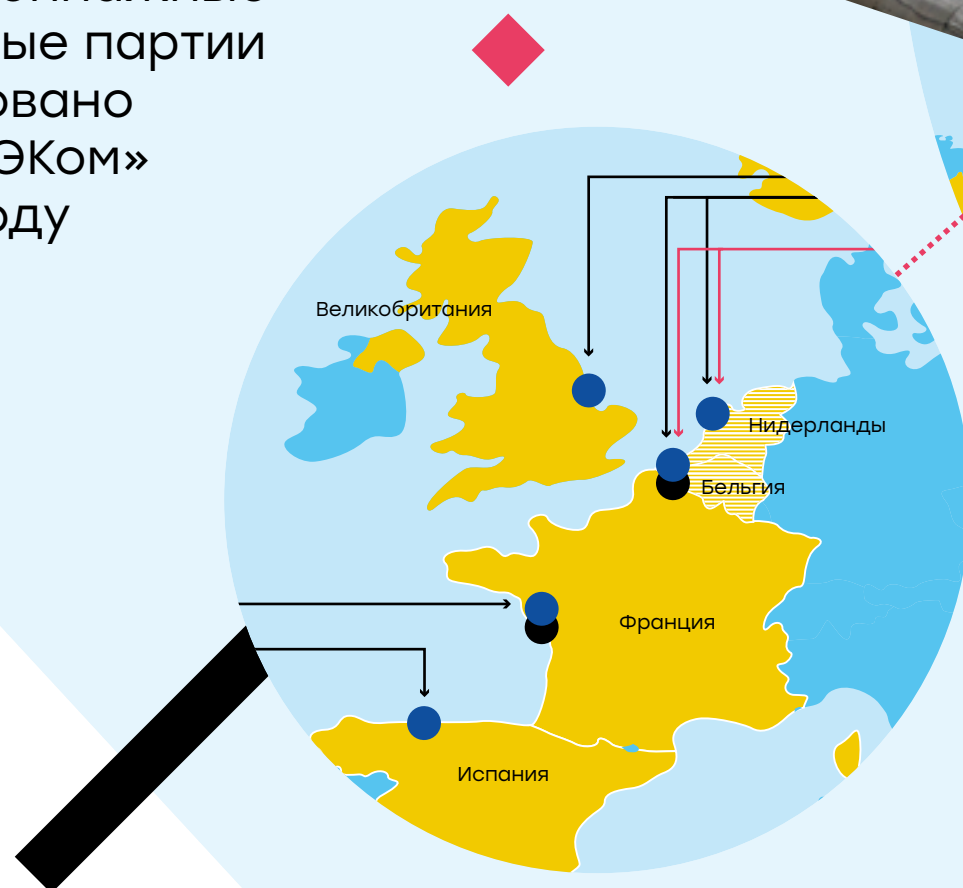 ые партии
овано
ЭКом»
оду
Великобритания
Нидерланды
Бельгия
Франция
Испания